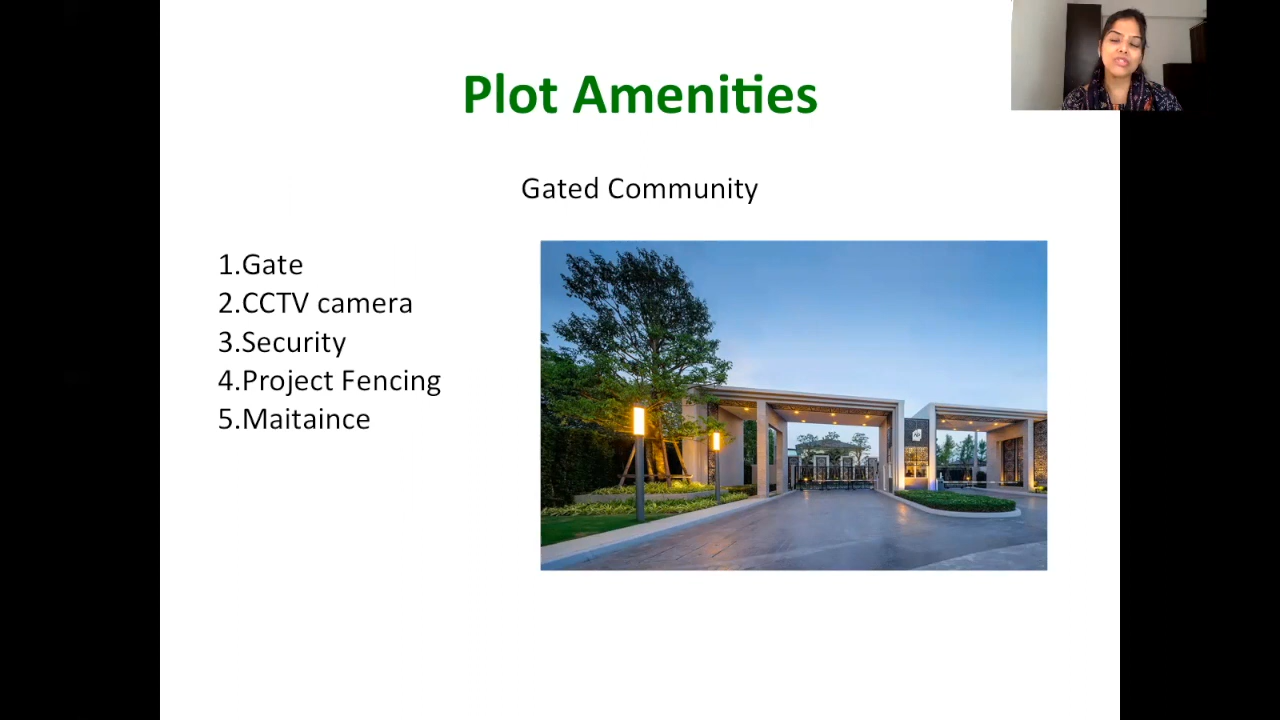 Plot Amenities
Gated Community
1.Gate
2.CCTV camera
3.Security
4.Project Fencing
5.Maitaince